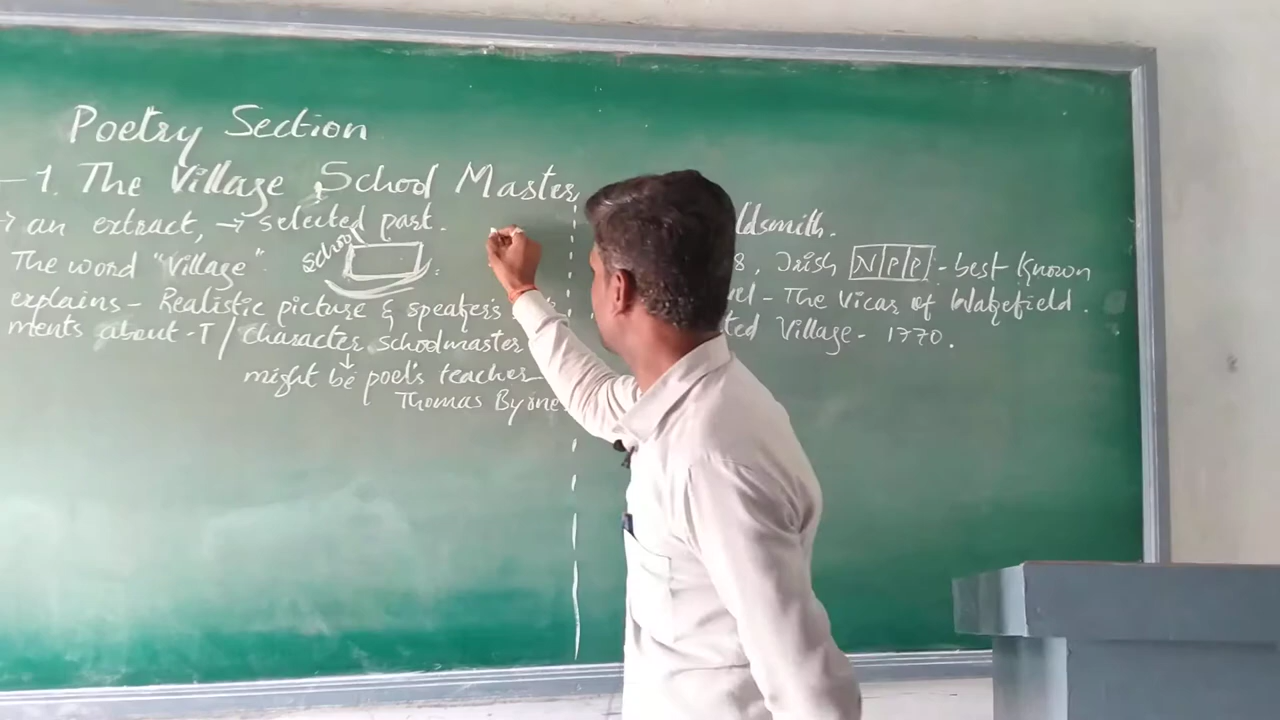 Poetry Section
1. The Village School Master
→ an extract, → selected part.
The word "Village".
School
explains - Realistic picture & speaker's
ments about - T / character schoolmaster
↓
might be poet's teacher
Thomas Byrne
ldsmith.
8, Irish N|P|P - best known
vel - The Vicar of Wakefield.
ted Village - 1770.